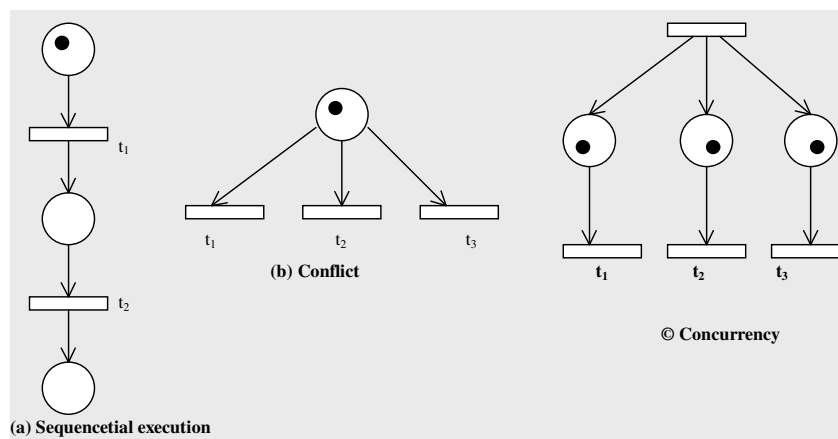 t1
t2
(a) Sequencetial execution
t1 t2 t3
(b) Conflict
t1 t2 t3
© Concurrency